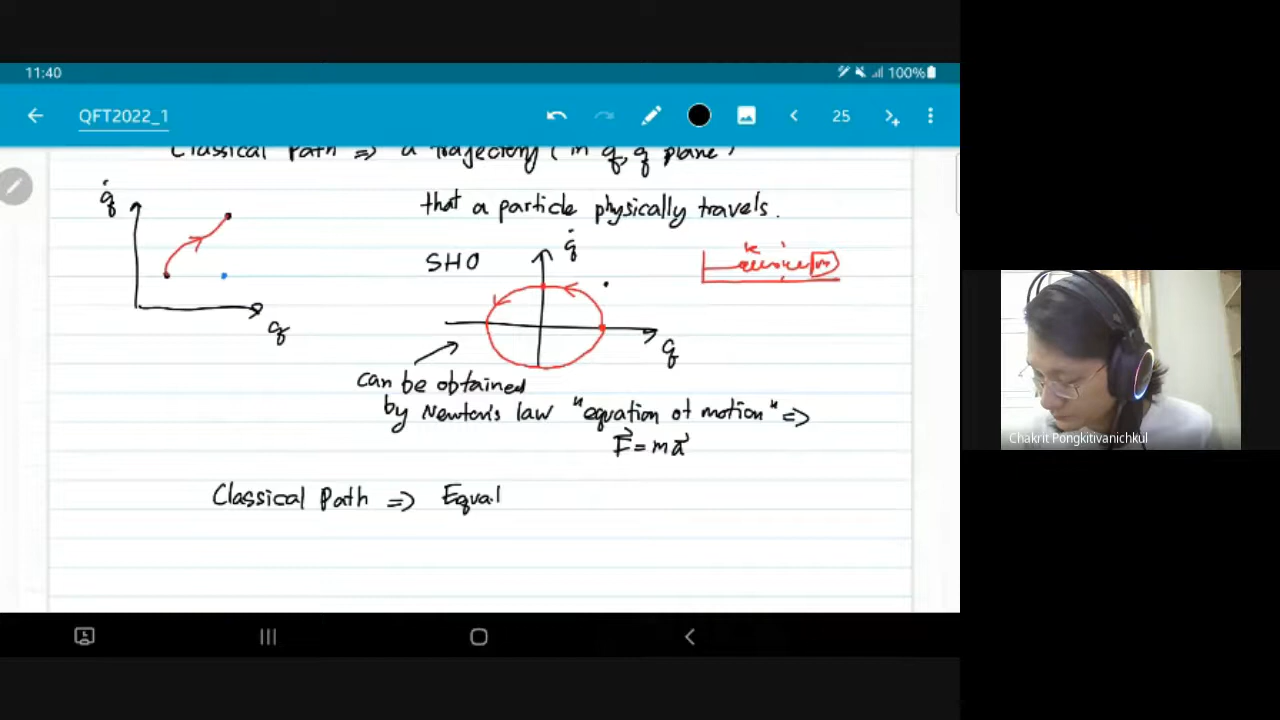 11:40 100%
QFT2022_1 25
Classical Path ⇒ a trajectory (in q, q̇ plane)
that a particle physically travels.
q̇
q
SHO
q̇
q
k
m
can be obtained
by Newton's law "equation of motion" ⇒
F⃗ = m a⃗
Classical Path ⇒ Equal
Chakrit Pongkitivanichkul